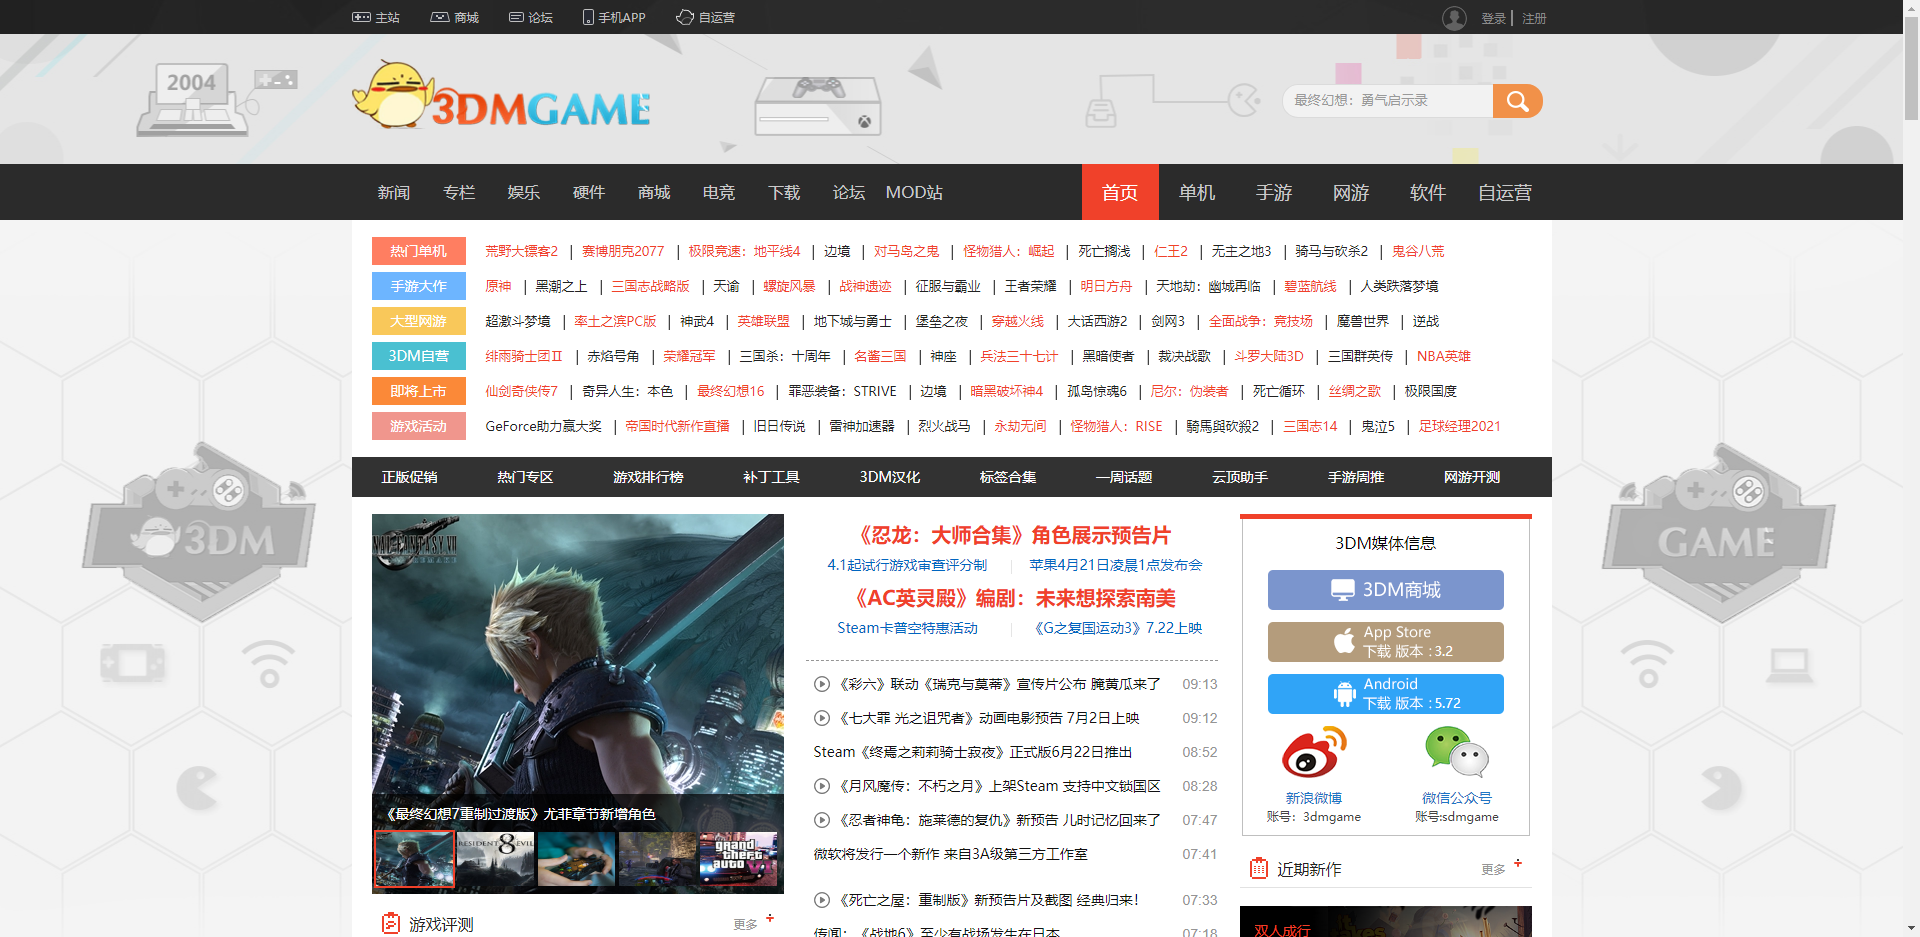 主站 商城 论坛 手机APP 自运营 登录 | 注册
2004
3DMGAME
最终幻想：勇气启示录
新闻 专栏 娱乐 硬件 商城 电竞 下载 论坛 MOD站 首页 单机 手游 网游 软件 自运营
热门单机 荒野大镖客2 | 赛博朋克2077 | 极限竞速：地平线4 | 边境 | 对马岛之鬼 | 怪物猎人：崛起 | 死亡搁浅 | 仁王2 | 无主之地3 | 骑马与砍杀2 | 鬼谷八荒
手游大作 原神 | 黑潮之上 | 三国志战略版 | 天谕 | 螺旋风暴 | 战神遗迹 | 征服与霸业 | 王者荣耀 | 明日方舟 | 天地劫：幽城再临 | 碧蓝航线 | 人类跌落梦境
大型网游 超激斗梦境 | 率土之滨PC版 | 神武4 | 英雄联盟 | 地下城与勇士 | 堡垒之夜 | 穿越火线 | 大话西游2 | 剑网3 | 全面战争：竞技场 | 魔兽世界 | 逆战
3DM自营 绯雨骑士团II | 赤焰号角 | 荣耀冠军 | 三国杀：十周年 | 名酱三国 | 神座 | 兵法三十七计 | 黑暗使者 | 裁决战歌 | 斗罗大陆3D | 三国群英传 | NBA英雄
即将上市 仙剑奇侠传7 | 奇异人生：本色 | 最终幻想16 | 罪恶装备：STRIVE | 边境 | 暗黑破坏神4 | 孤岛惊魂6 | 尼尔：伪装者 | 死亡循环 | 丝绸之歌 | 极限国度
游戏活动 GeForce助力赢大奖 | 帝国时代新作直播 | 旧日传说 | 雷神加速器 | 烈火战马 | 永劫无间 | 怪物猎人：RISE | 騎馬與砍殺2 | 三国志14 | 鬼泣5 | 足球经理2021
正版促销 热门专区 游戏排行榜 补丁工具 3DM汉化 标签合集 一周话题 云顶助手 手游周推 网游开测
3DM
GAME
NAL FANTASY VII
REMAKE
《最终幻想7重制过渡版》尤菲章节新增角色
RESIDENT 8 EVIL
grand theft auto V
游戏评测 更多
《忍龙：大师合集》角色展示预告片
4.1起试行游戏审查评分制 苹果4月21日凌晨1点发布会
《AC英灵殿》编剧：未来想探索南美
Steam卡普空特惠活动 《G之复国运动3》7.22上映
《彩六》联动《瑞克与莫蒂》宣传片公布 腌黄瓜来了 09:13
《七大罪 光之诅咒者》动画电影预告 7月2日上映 09:12
Steam《终焉之莉莉骑士寂夜》正式版6月22日推出 08:52
《月风魔传：不朽之月》上架Steam 支持中文锁国区 08:28
《忍者神龟：施莱德的复仇》新预告 儿时记忆回来了 07:47
微软将发行一个新作 来自3A级第三方工作室 07:41
《死亡之屋：重制版》新预告片及截图 经典归来！ 07:33
传闻：《战地6》至少有战场发生在日本 07:18
3DM媒体信息
3DM商城
App Store
下载 版本 : 3.2
Android
下载 版本 : 5.72
新浪微博 微信公众号
账号：3dmgame 账号:sdmgame
近期新作 更多
双人成行